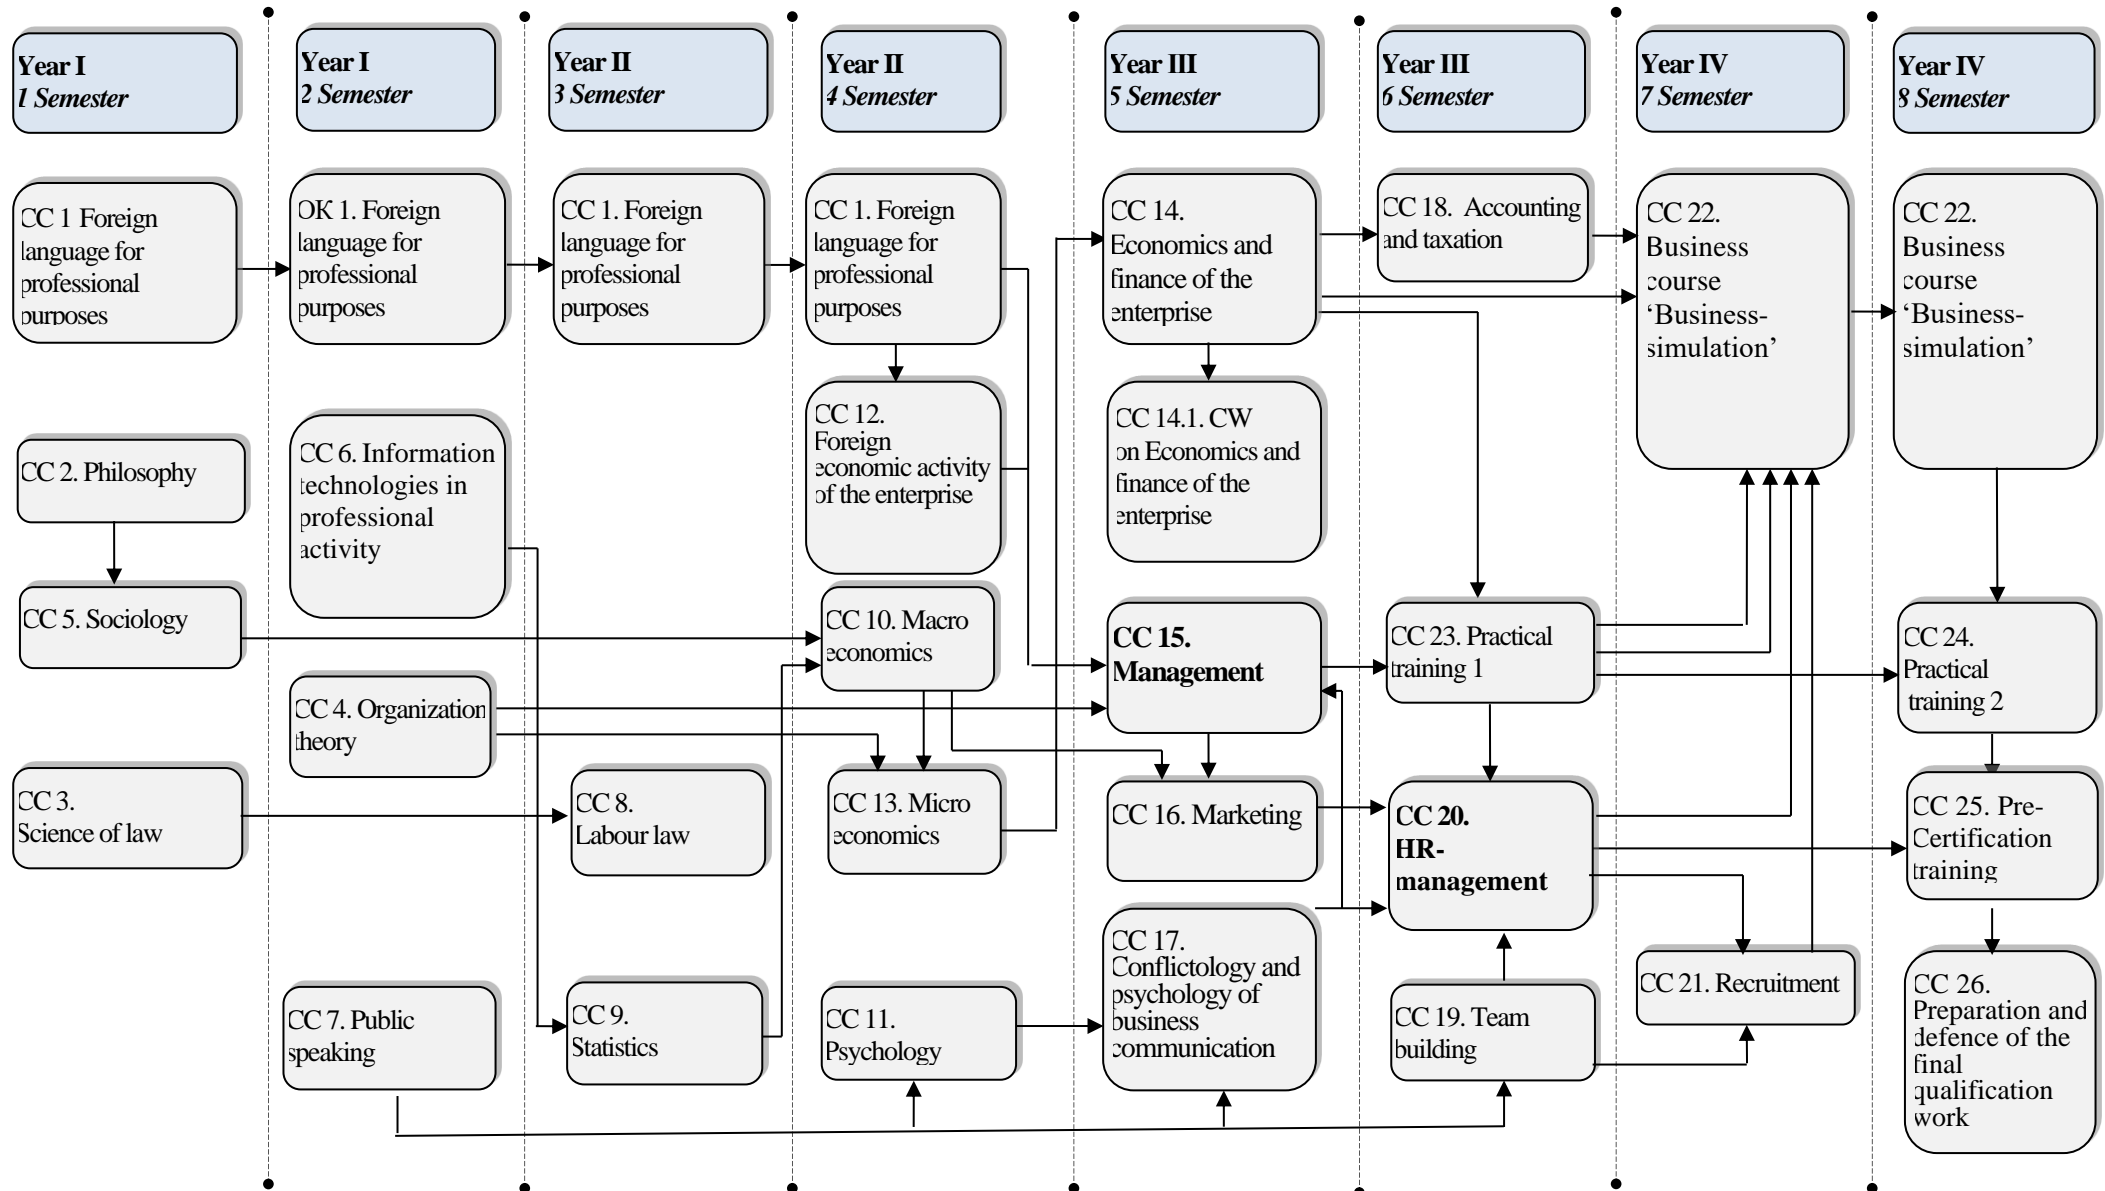 Year I
1 Semester
Year I
2 Semester
Year II
3 Semester
Year II
4 Semester
Year III
5 Semester
Year III
6 Semester
Year IV
7 Semester
Year IV
8 Semester
CC 1 Foreign
language for
professional
purposes
ОК 1. Foreign
language for
professional
purposes
CC 1. Foreign
language for
professional
purposes
CC 1. Foreign
language for
professional
purposes
CC 14.
Economics and
finance of the
enterprise
CC 18. Accounting
and taxation
CC 22.
Business
course
‘Business-
simulation’
CC 22.
Business
course
‘Business-
simulation’
CC 2. Philosophy
CC 6. Information
technologies in
professional
activity
CC 12.
Foreign
economic activity
of the enterprise
CC 14.1. CW
on Economics and
finance of the
enterprise
CC 5. Sociology
CC 10. Macro
economics
CC 15.
Management
CC 23. Practical
training 1
CC 24.
Practical
training 2
CC 4. Organization
theory
CC 3.
Science of law
CC 8.
Labour law
CC 13. Micro
economics
CC 16. Marketing
CC 20.
HR-
management
CC 25. Pre-
Certification
training
CC 7. Public
speaking
CC 9.
Statistics
CC 11.
Psychology
CC 17.
Conflictology and
psychology of
business
communication
CC 19. Team
building
CC 21. Recruitment
CC 26.
Preparation and
defence of the
final
qualification
work